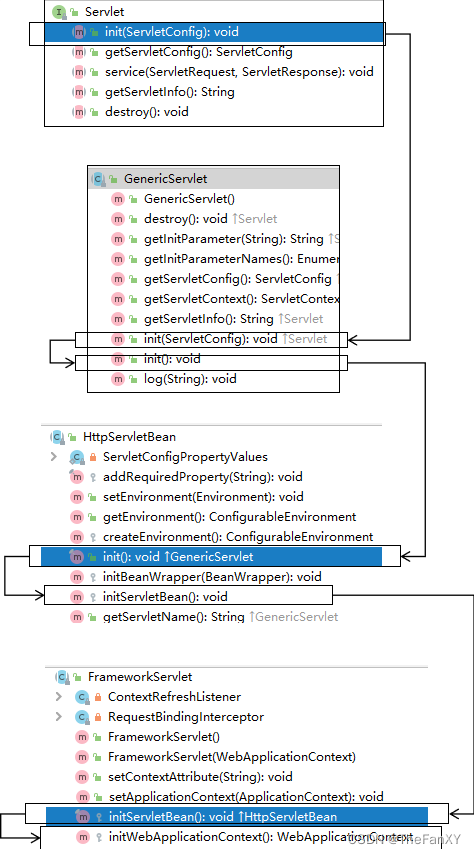 Servlet
init(ServletConfig): void
getServletConfig(): ServletConfig
service(ServletRequest, ServletResponse): void
getServletInfo(): String
destroy(): void
GenericServlet
GenericServlet()
destroy(): void ↑Servlet
getInitParameter(String): String ↑S
getInitParameterNames(): Enumer
getServletConfig(): ServletConfig ↑
getServletContext(): ServletContex
getServletInfo(): String ↑Servlet
init(ServletConfig): void ↑Servlet
init(): void
log(String): void
HttpServletBean
ServletConfigPropertyValues
addRequiredProperty(String): void
setEnvironment(Environment): void
getEnvironment(): ConfigurableEnvironment
createEnvironment(): ConfigurableEnvironment
init(): void ↑GenericServlet
initBeanWrapper(BeanWrapper): void
initServletBean(): void
getServletName(): String ↑GenericServlet
FrameworkServlet
ContextRefreshListener
RequestBindingInterceptor
FrameworkServlet()
FrameworkServlet(WebApplicationContext)
setContextAttribute(String): void
setApplicationContext(ApplicationContext): void
initServletBean(): void ↑HttpServletBean
initWebApplicationContext(): WebApplicationContext
CSDN @TheFanXY